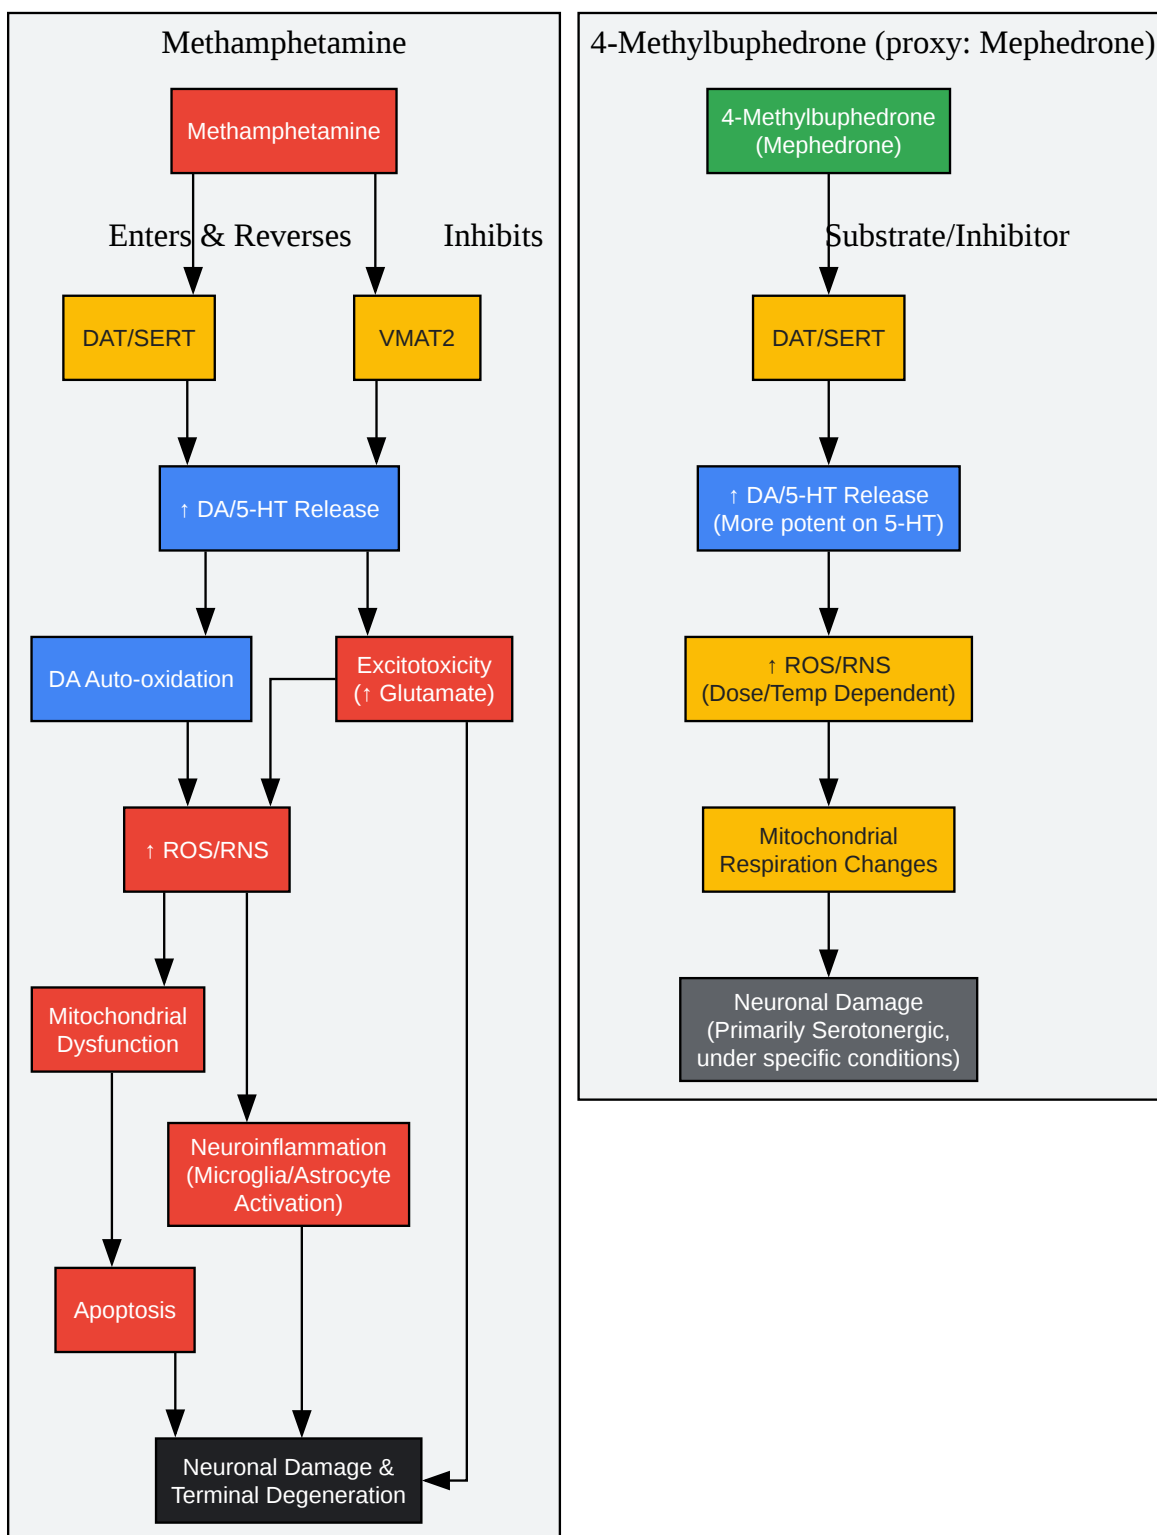 Methamphetamine
Methamphetamine
Enters & Reverses
Inhibits
DAT/SERT
VMAT2
↑ DA/5-HT Release
DA Auto-oxidation
Excitotoxicity
(↑ Glutamate)
↑ ROS/RNS
Mitochondrial
Dysfunction
Neuroinflammation
(Microglia/Astrocyte
Activation)
Apoptosis
Neuronal Damage &
Terminal Degeneration
4-Methylbuphedrone (proxy: Mephedrone)
4-Methylbuphedrone
(Mephedrone)
Substrate/Inhibitor
DAT/SERT
↑ DA/5-HT Release
(More potent on 5-HT)
↑ ROS/RNS
(Dose/Temp Dependent)
Mitochondrial
Respiration Changes
Neuronal Damage
(Primarily Serotonergic,
under specific conditions)